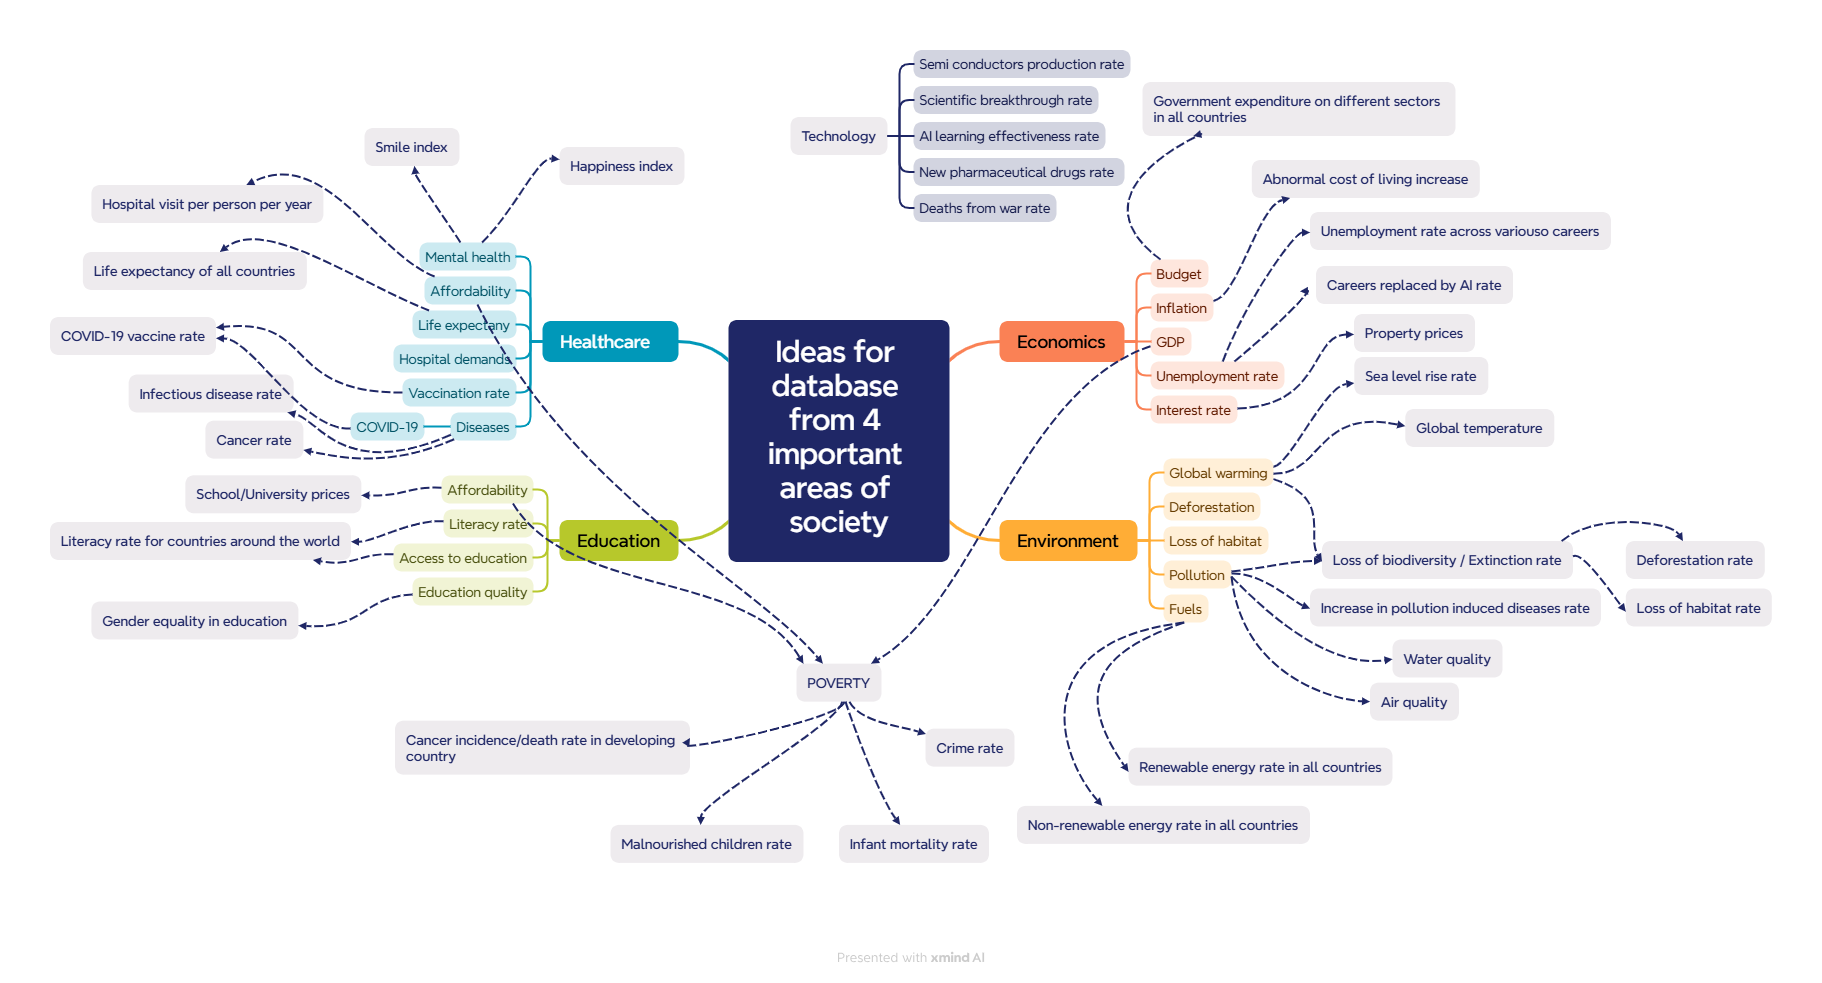 Ideas for
database
from 4
important
areas of
society
Technology
Semi conductors production rate
Scientific breakthrough rate
AI learning effectiveness rate
New pharmaceutical drugs rate
Deaths from war rate
Healthcare
Mental health
Affordability
Life expectany
Hospital demands
Vaccination rate
Diseases
COVID-19
Smile index
Happiness index
Hospital visit per person per year
Life expectancy of all countries
COVID-19 vaccine rate
Infectious disease rate
Cancer rate
Education
Affordability
Literacy rate
Access to education
Education quality
School/University prices
Literacy rate for countries around the world
Gender equality in education
Economics
Budget
Inflation
GDP
Unemployment rate
Interest rate
Government expenditure on different sectors
in all countries
Abnormal cost of living increase
Unemployment rate across variouso careers
Careers replaced by AI rate
Property prices
Environment
Global warming
Deforestation
Loss of habitat
Pollution
Fuels
Sea level rise rate
Global temperature
Loss of biodiversity / Extinction rate
Deforestation rate
Loss of habitat rate
Increase in pollution induced diseases rate
Water quality
Air quality
Renewable energy rate in all countries
Non-renewable energy rate in all countries
POVERTY
Cancer incidence/death rate in developing
country
Malnourished children rate
Infant mortality rate
Crime rate
Presented with xmind AI